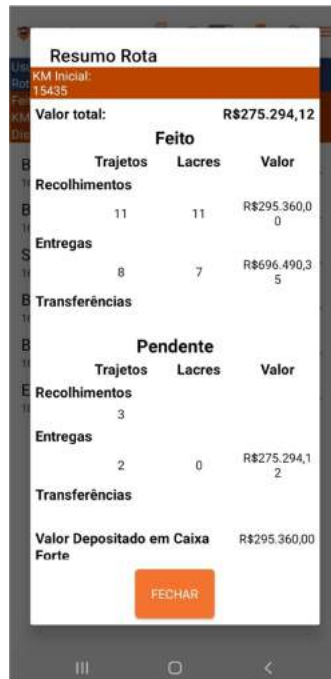 Resumo Rota
KM Inicial:
15435
Valor total: R$275.294,12
Feito
Trajetos Lacres Valor
Recolhimentos
11 11 R$295.360,0
0
Entregas
8 7 R$696.490,3
5
Transferências
Pendente
Trajetos Lacres Valor
Recolhimentos
3
Entregas
2 0 R$275.294,1
2
Transferências
Valor Depositado em Caixa R$295.360,00
Forte
FECHAR